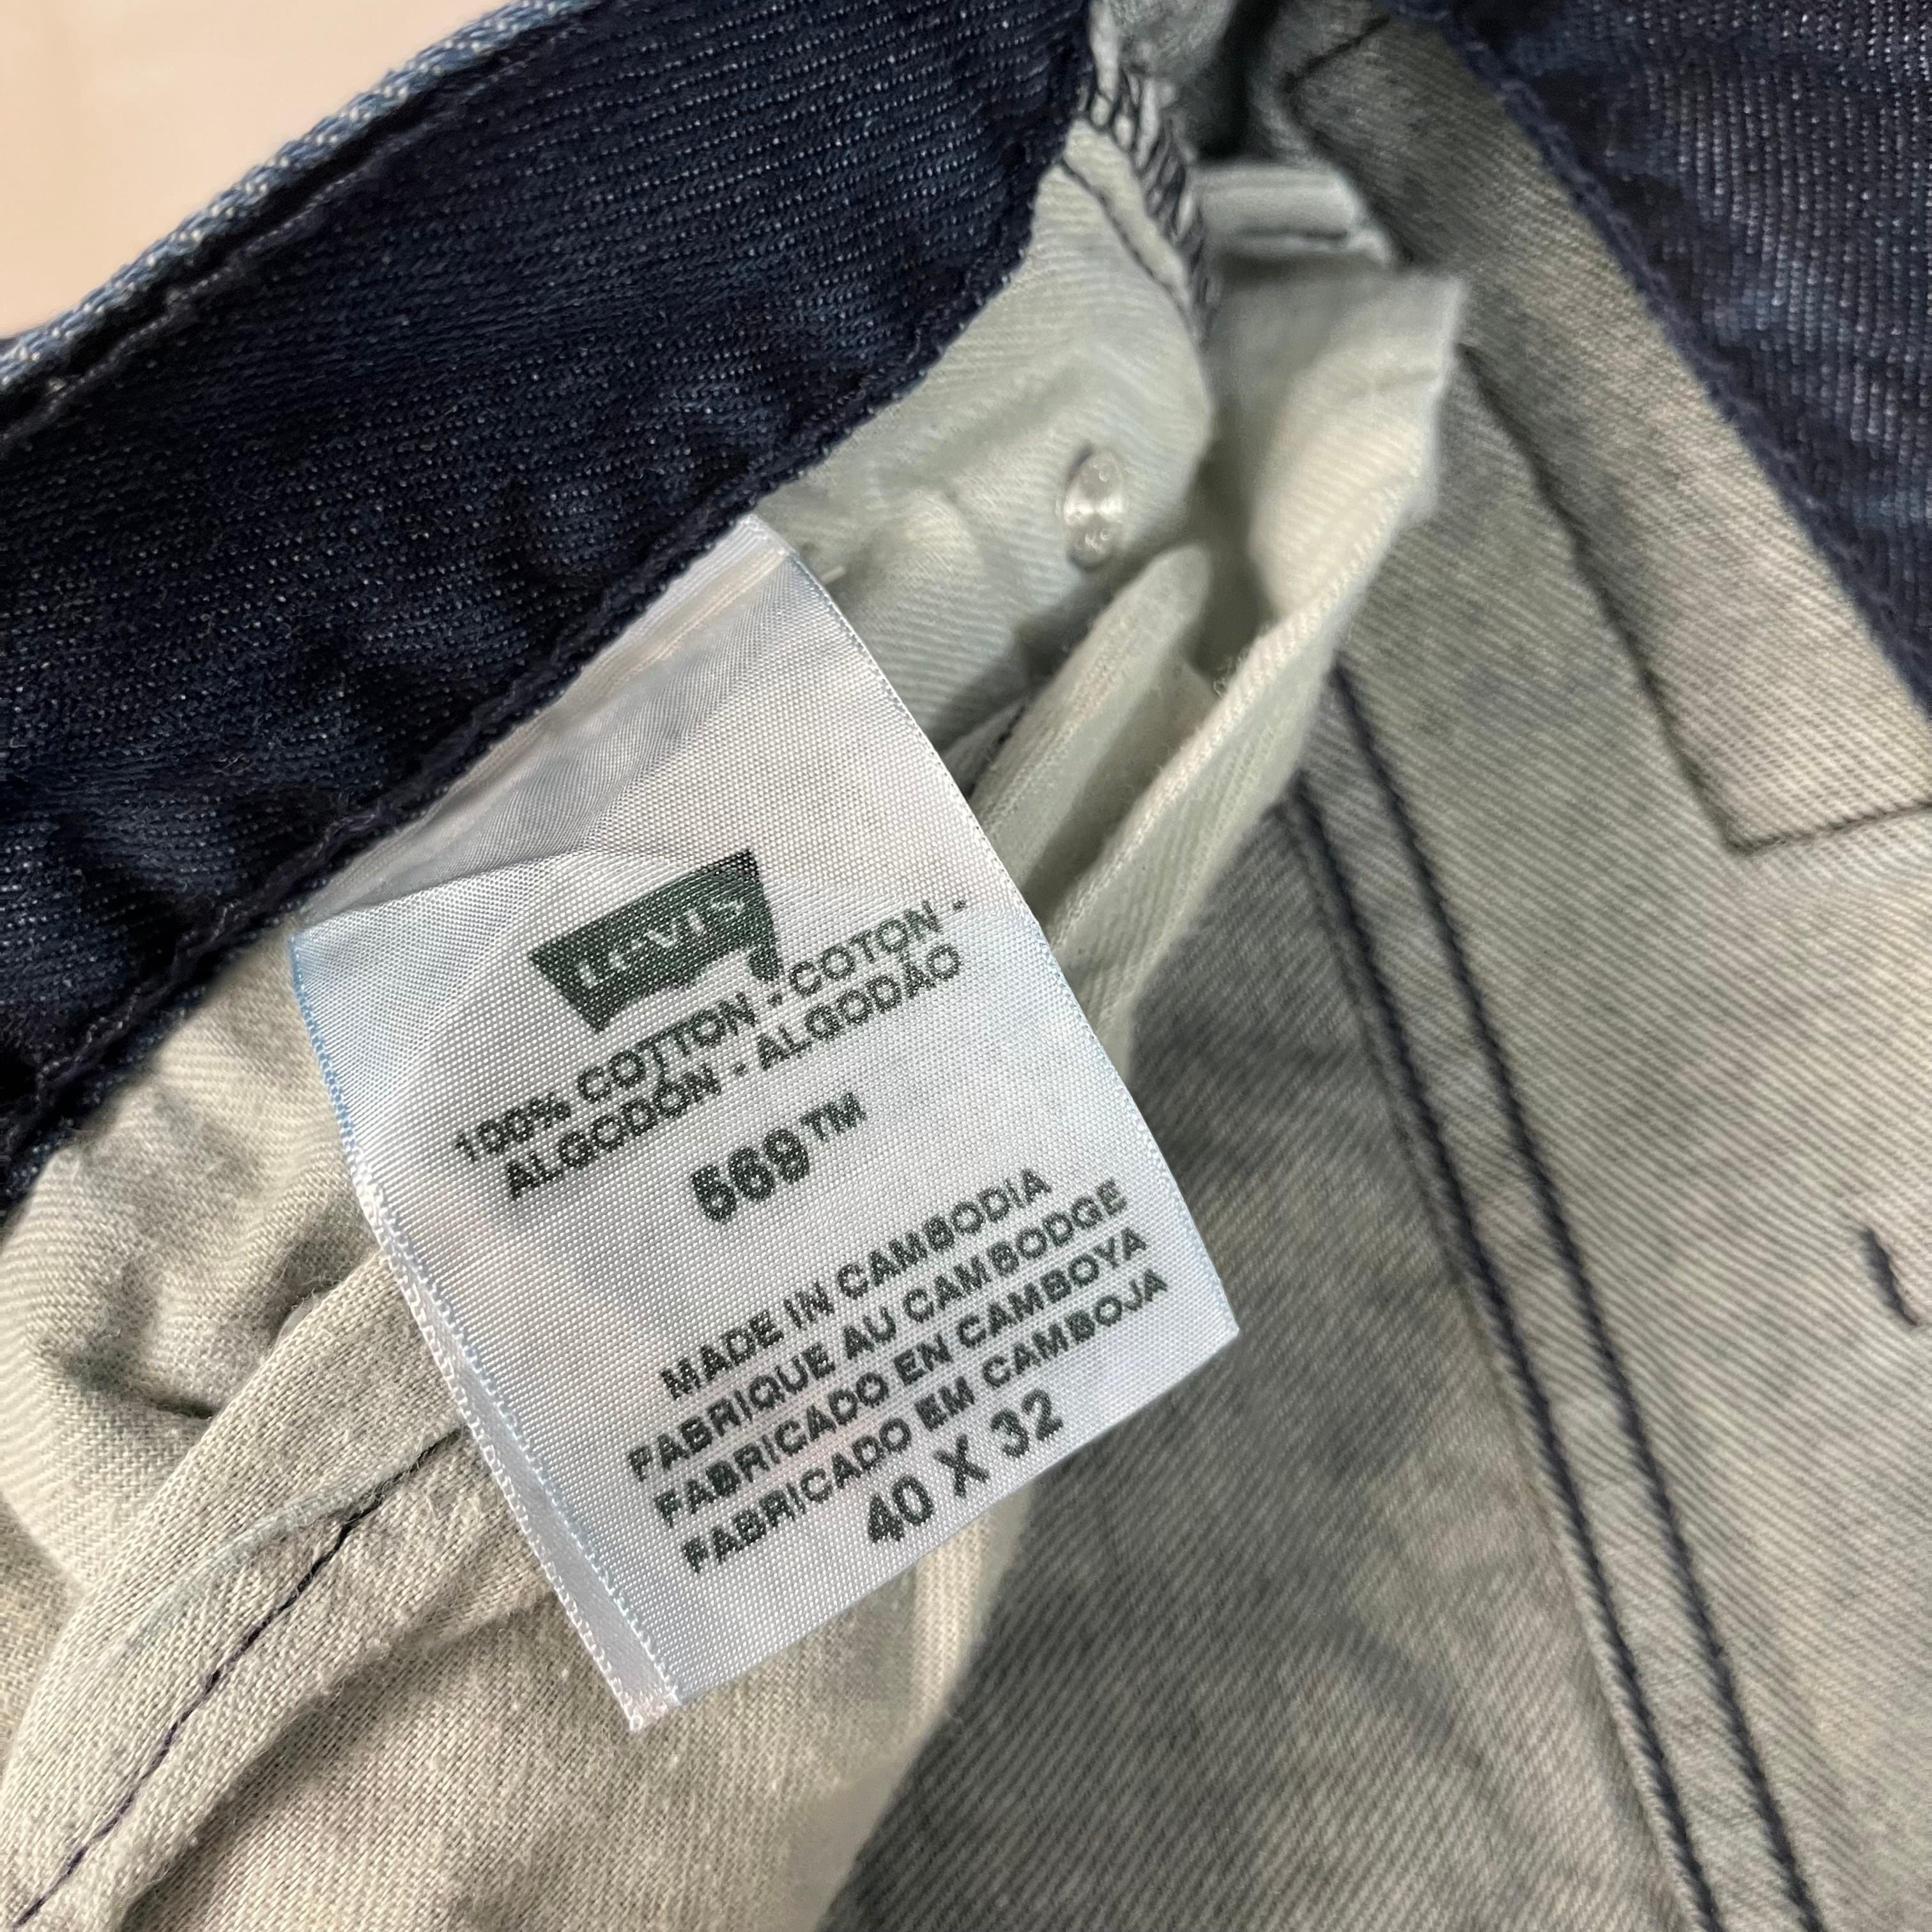 LEVI'S
100% COTTON - COTON -
ALGODÓN - ALGODÃO
569™
MADE IN CAMBODIA
FABRIQUE AU CAMBODGE
FABRICADO EN CAMBOYA
FABRICADO EM CAMBOJA
40 X 32